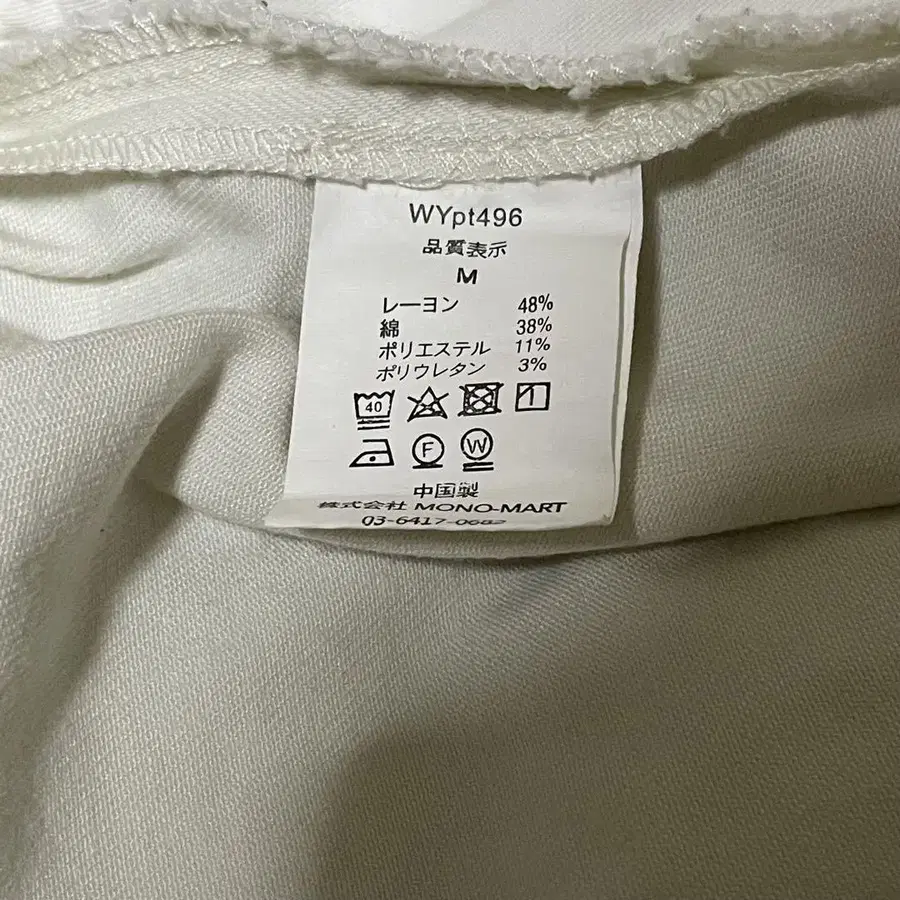 WYpt496
品質表示
M
レーヨン 48%
綿 38%
ポリエステル 11%
ポリウレタン 3%
40
F W
中国製
株式会社 MONO-MART
03-6417-0682